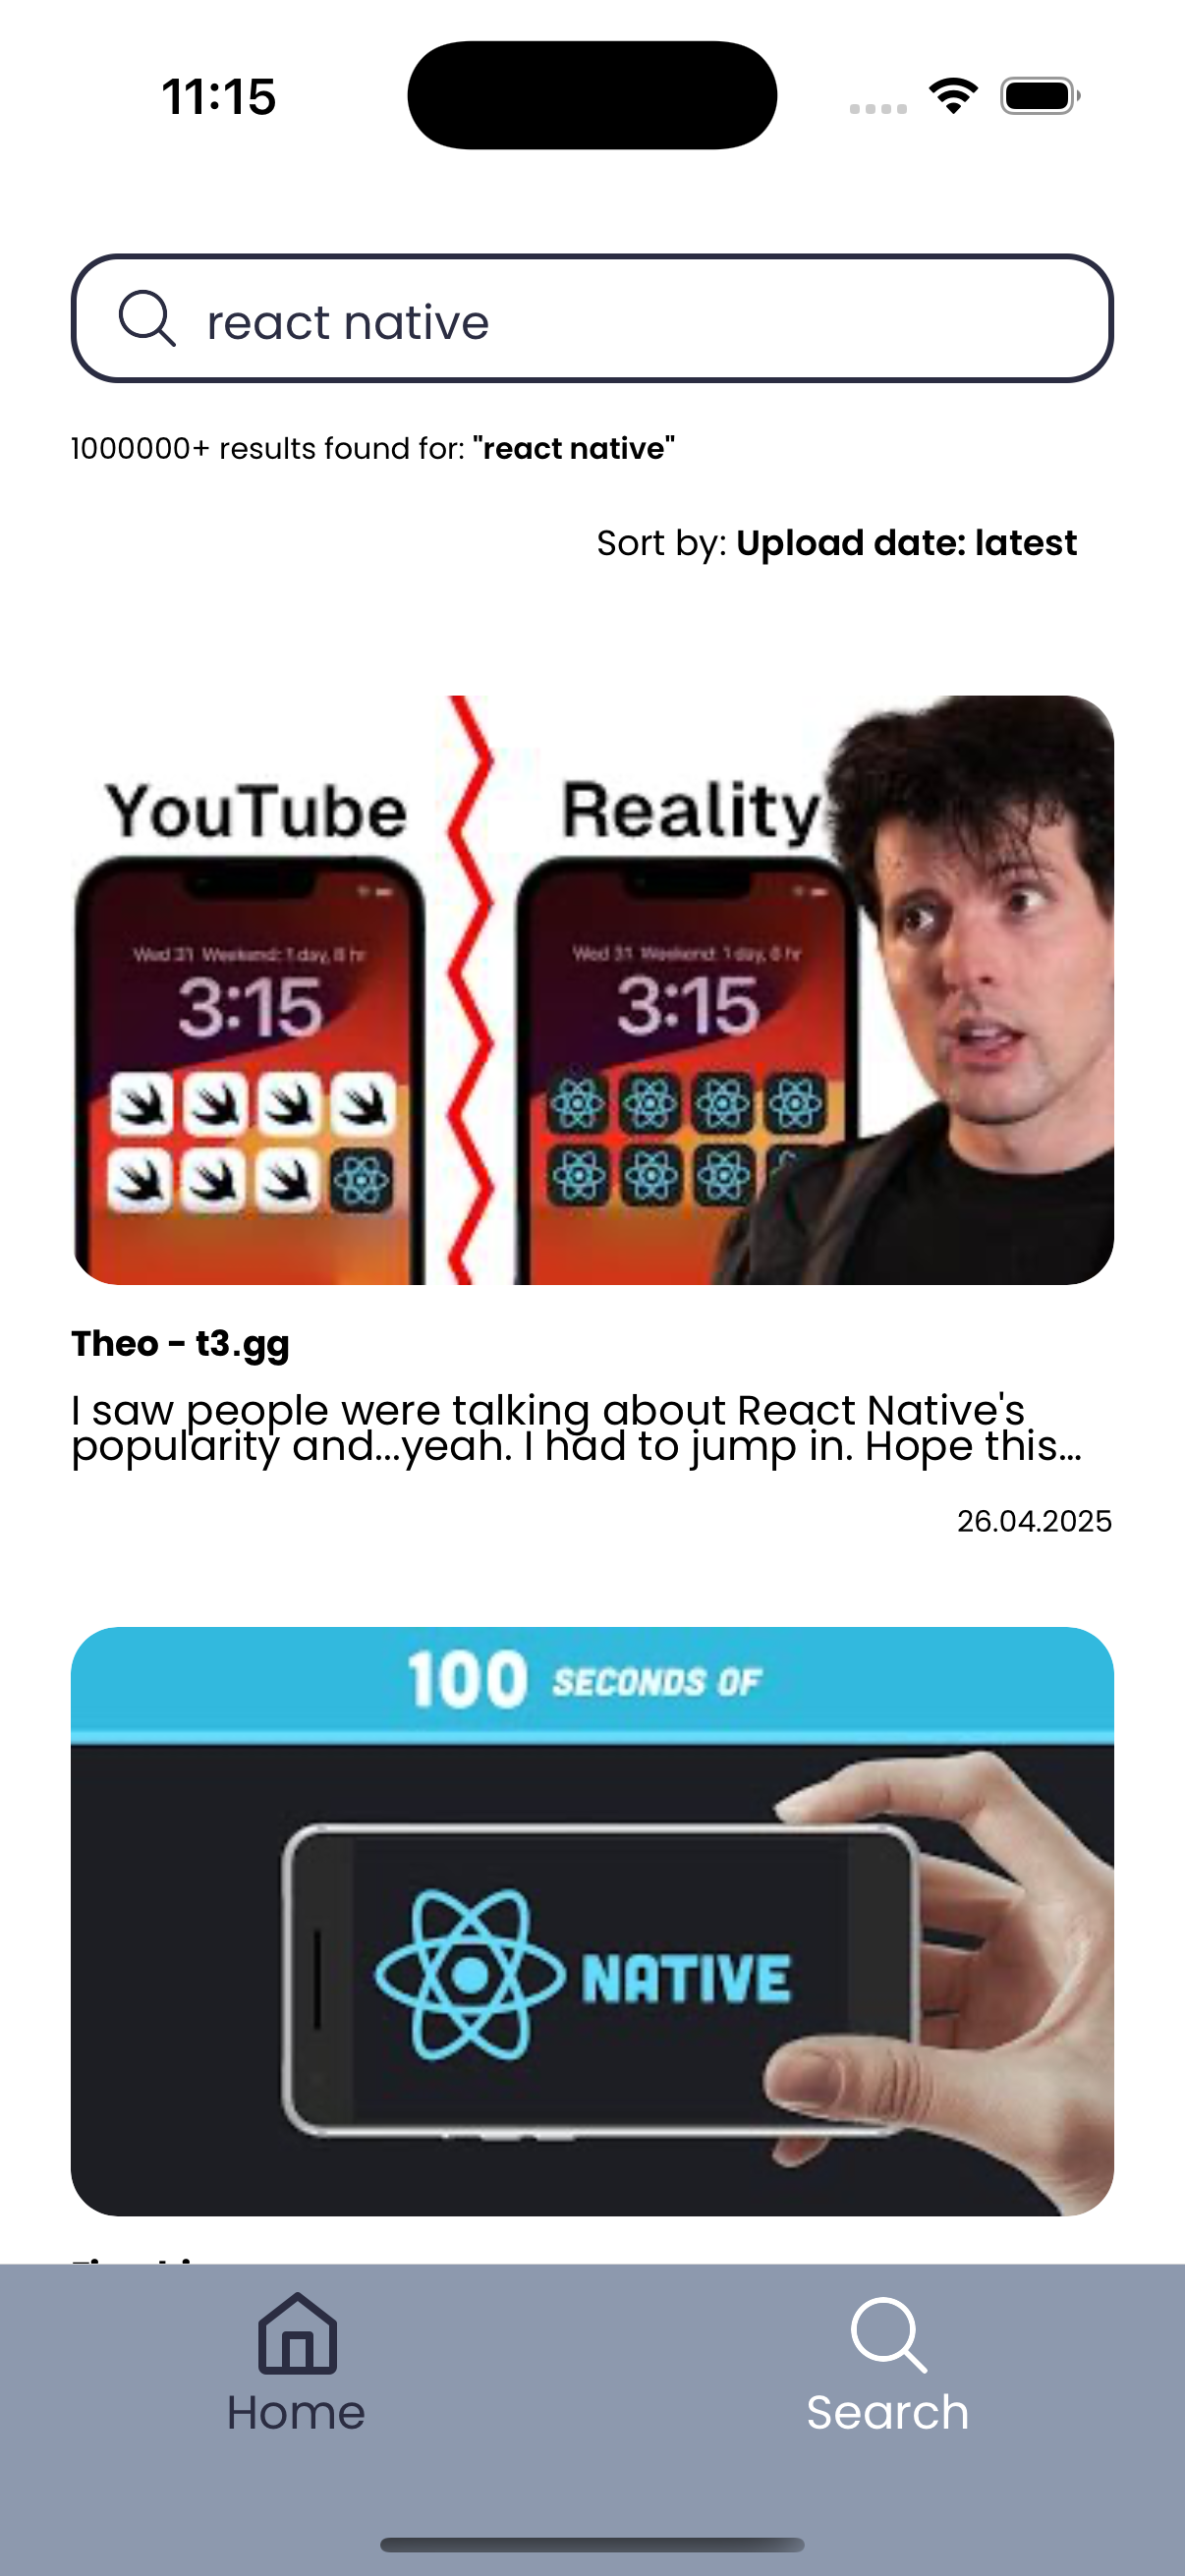 11:15
react native
1000000+ results found for: "react native"
Sort by: Upload date: latest
YouTube
Reality
Wed 31 Weekend: 1 day, 8 hr
3:15
Wed 31 Weekend: 1 day, 8 hr
3:15
Theo - t3.gg
I saw people were talking about React Native's
popularity and...yeah. I had to jump in. Hope this...
26.04.2025
100 SECONDS OF
NATIVE
Home
Search